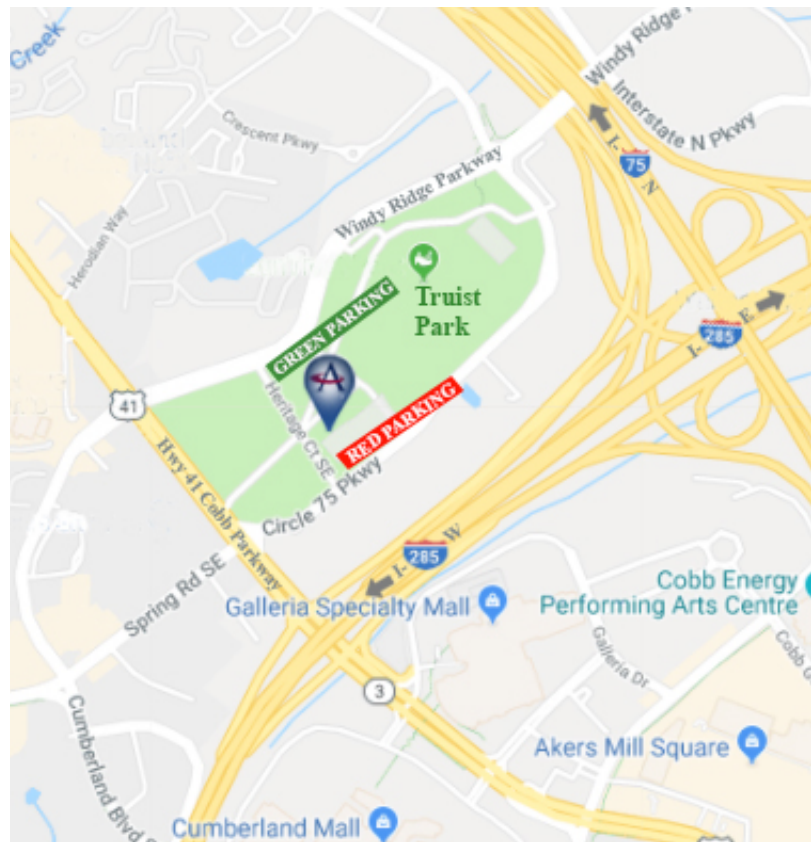 Creek
Windy Ridge
Interstate N Pkwy
Crescent Pkwy
I-
75
N
Windy Ridge Parkway
Herodian Way
Truist
Park
GREEN PARKING
I-
E
285
A
41
Heritage Ct SE
RED PARKING
Hwy 41 Cobb Parkway
Circle 75 Pkwy
I-
W
285
Spring Rd SE
Galleria Specialty Mall
Cobb Energy
Performing Arts Centre
Galleria Dr
Cobb
3
Cumberland Blvd
Akers Mill Square
Cumberland Mall